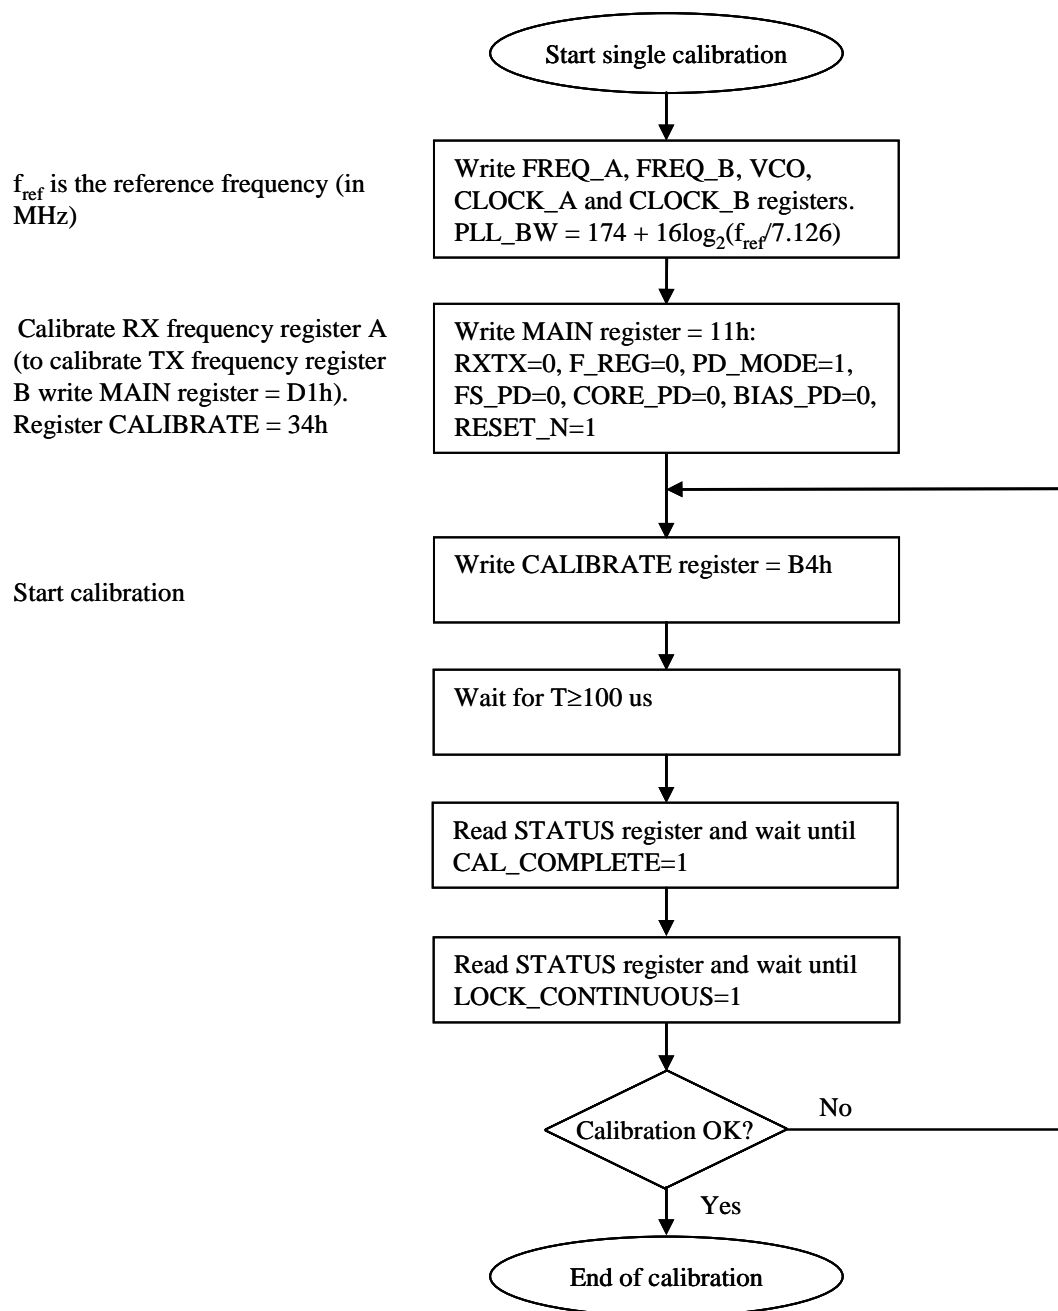 Start single calibration
f_ref is the reference frequency (in
MHz)
Write FREQ_A, FREQ_B, VCO,
CLOCK_A and CLOCK_B registers.
PLL_BW = 174 + 16log₂(f_ref/7.126)
Calibrate RX frequency register A
(to calibrate TX frequency register
B write MAIN register = D1h).
Register CALIBRATE = 34h
Write MAIN register = 11h:
RXTX=0, F_REG=0, PD_MODE=1,
FS_PD=0, CORE_PD=0, BIAS_PD=0,
RESET_N=1
Start calibration
Write CALIBRATE register = B4h
Wait for T≥100 us
Read STATUS register and wait until
CAL_COMPLETE=1
Read STATUS register and wait until
LOCK_CONTINUOUS=1
Calibration OK?
No
Yes
End of calibration